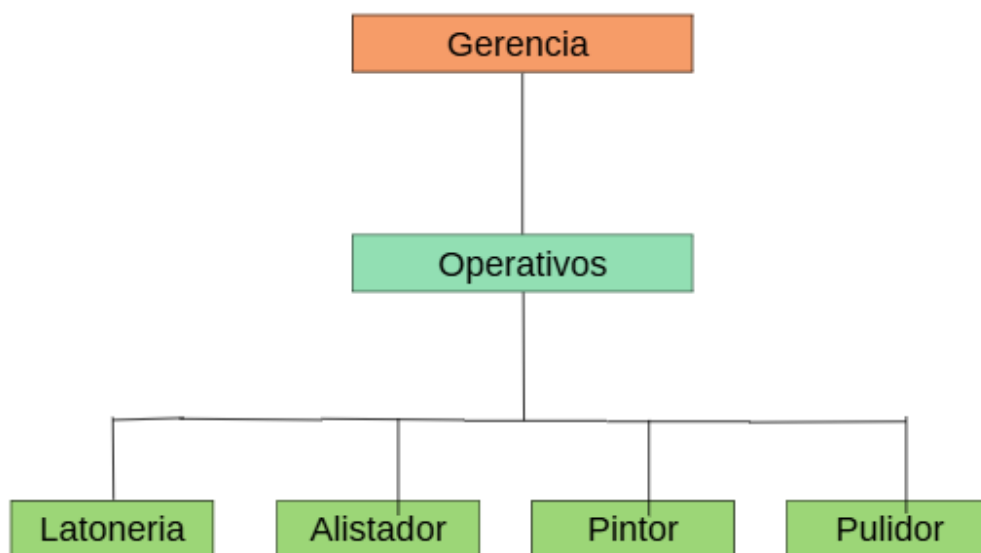 Gerencia
Operativos
Latoneria
Alistador
Pintor
Pulidor